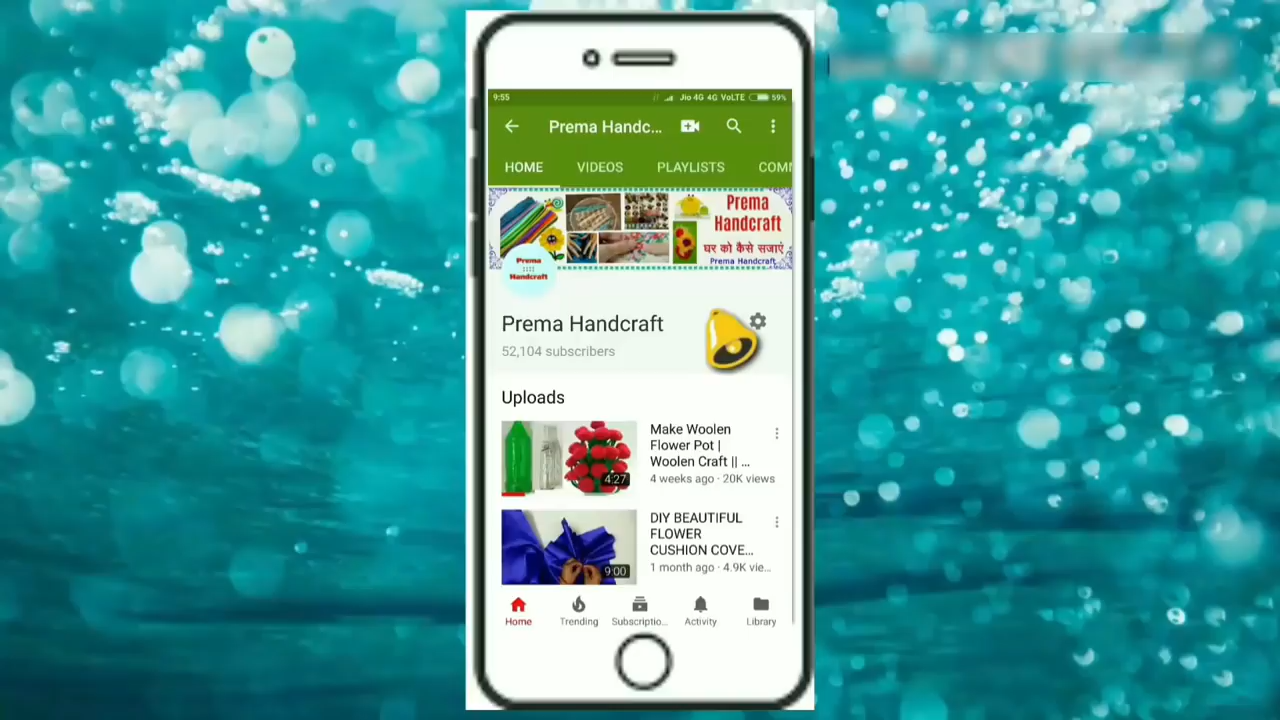 9:55 Jio 4G 4G VoLTE 59%
Prema Handc...
HOME VIDEOS PLAYLISTS COMM
Prema
Handcraft
घर को कैसे सजाएं
Prema Handcraft
Prema
Handcraft
Prema Handcraft
52,104 subscribers
Uploads
Make Woolen
Flower Pot |
Woolen Craft || ...
4 weeks ago · 20K views
4:27
DIY BEAUTIFUL
FLOWER
CUSHION COVE...
1 month ago · 4.9K vie...
9:00
Home Trending Subscriptio... Activity Library